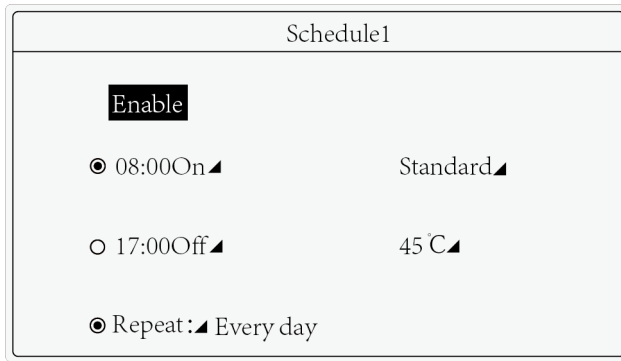 Schedule1
Enable
08:00On Standard
17:00Off 45℃
Repeat: Every day